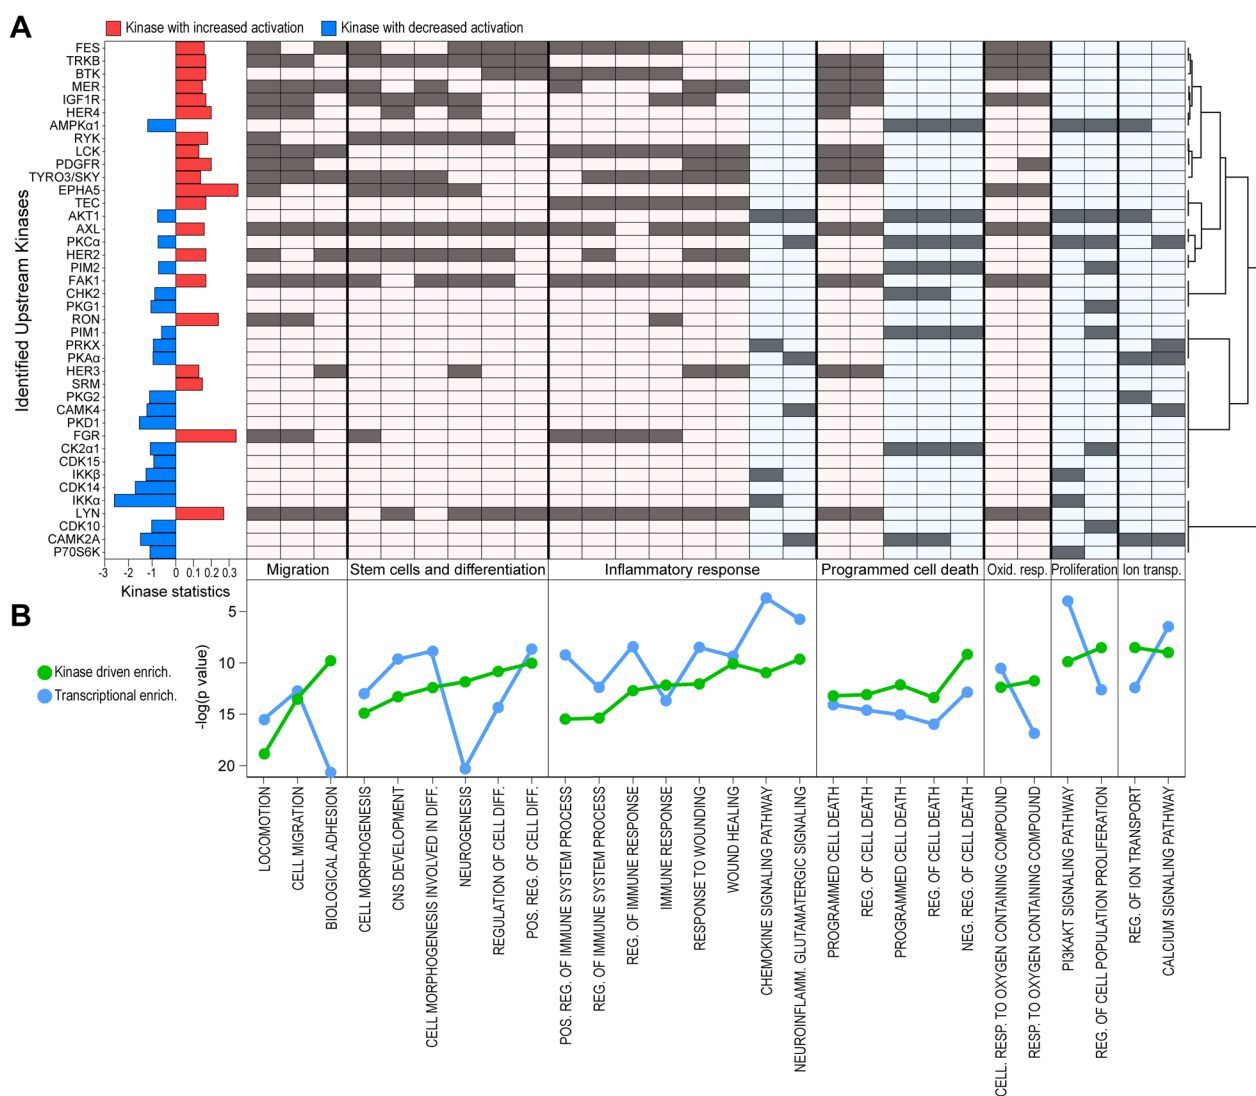 A
Kinase with increased activation
Kinase with decreased activation
Identified Upstream Kinases
FES
TRKB
BTK
MER
IGF1R
HER4
AMPKα1
RYK
LCK
PDGFR
TYRO3/SKY
EPHA5
TEC
AKT1
AXL
PKCα
HER2
PIM2
FAK1
CHK2
PKG1
RON
PIM1
PRKX
PKAα
HER3
SRM
PKG2
CAMK4
PKD1
FGR
CK2α1
CDK15
IKKβ
CDK14
IKKα
LYN
CDK10
CAMK2A
P70S6K
-3 -2 -1 0 0.1 0.2 0.3
Kinase statistics
Migration
Stem cells and differentiation
Inflammatory response
Programmed cell death
Oxid. resp.
Proliferation
Ion transp.
B
Kinase driven enrich.
Transcriptional enrich.
-log(p value)
5
10
15
20
LOCOMOTION
CELL MIGRATION
BIOLOGICAL ADHESION
CELL MORPHOGENESIS
CNS DEVELOPMENT
CELL MORPHOGENESIS INVOLVED IN DIFF.
NEUROGENESIS
REGULATION OF CELL DIFF.
POS. REG. OF CELL DIFF.
POS. REG. OF IMMUNE SYSTEM PROCESS
REG. OF IMMUNE SYSTEM PROCESS
REG. OF IMMUNE RESPONSE
IMMUNE RESPONSE
RESPONSE TO WOUNDING
WOUND HEALING
CHEMOKINE SIGNALING PATHWAY
NEUROINFLAMM. GLUTAMATERGIC SIGNALING
PROGRAMMED CELL DEATH
REG. OF CELL DEATH
PROGRAMMED CELL DEATH
REG. OF CELL DEATH
NEG. REG. OF CELL DEATH
CELL. RESP. TO OXYGEN CONTAINING COMPOUND
RESP. TO OXYGEN CONTAINING COMPOUND
PI3KAKT SIGNALING PATHWAY
REG. OF CELL POPULATION PROLIFERATION
REG. OF ION TRANSPORT
CALCIUM SIGNALING PATHWAY